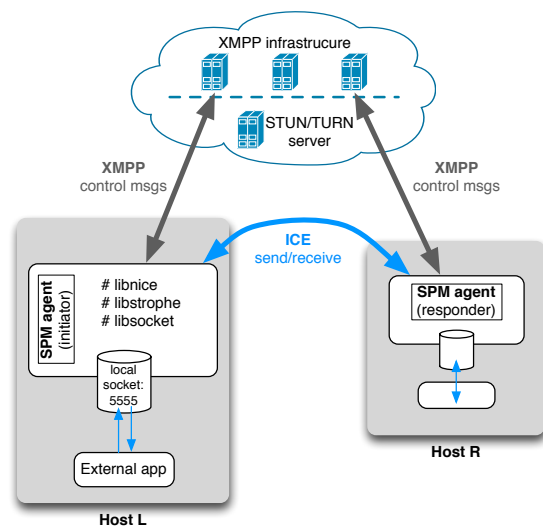 XMPP infrastrucure
STUN/TURN
server
XMPP
control msgs
XMPP
control msgs
ICE
send/receive
SPM agent
(initiator)
# libnice
# libstrophe
# libsocket
local
socket:
5555
External app
Host L
SPM agent
(responder)
Host R